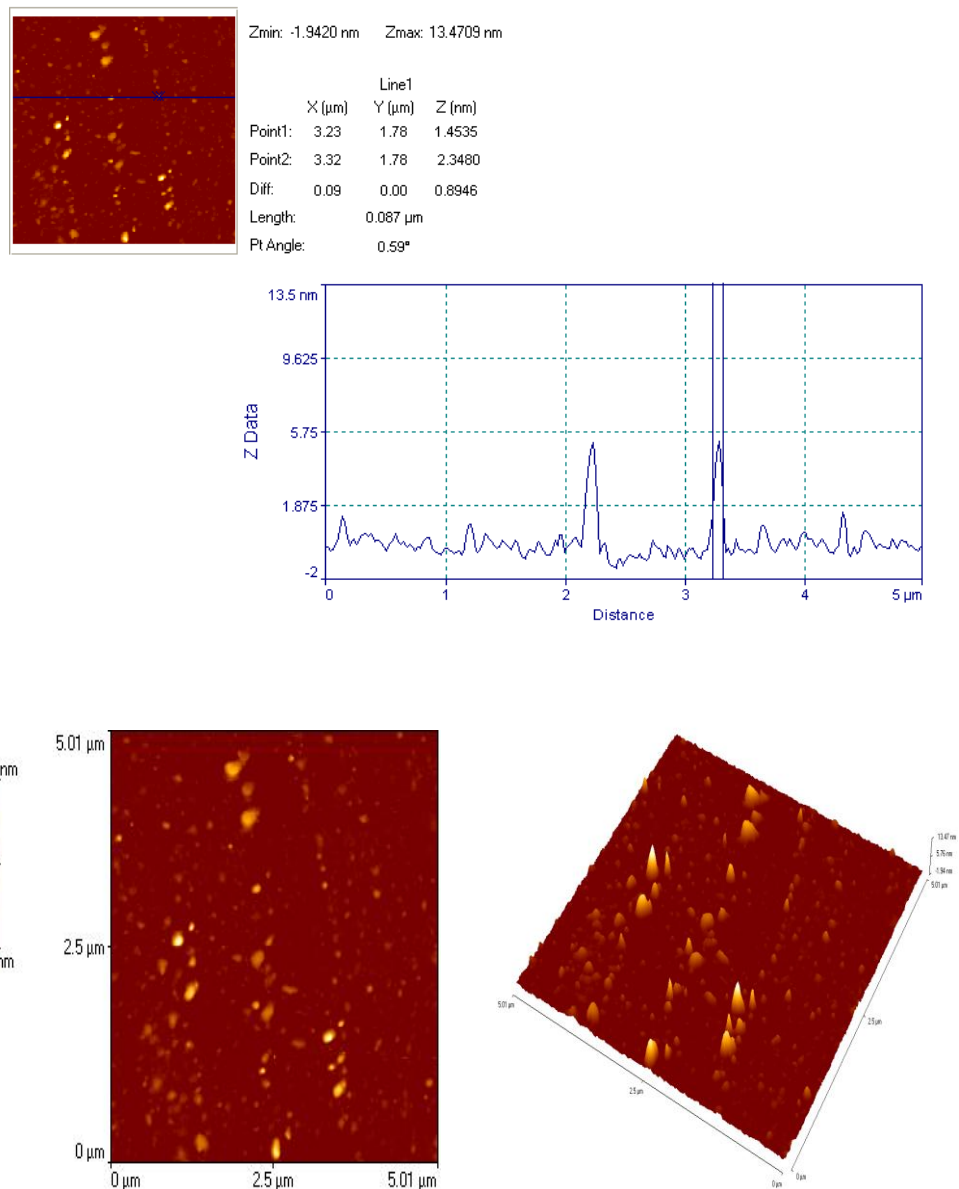 Zmin: -1.9420 nm Zmax: 13.4709 nm
Line1
X (µm) Y (µm) Z (nm)
Point1: 3.23 1.78 1.4535
Point2: 3.32 1.78 2.3480
Diff: 0.09 0.00 0.8946
Length: 0.087 µm
Pt Angle: 0.59°
13.5 nm
9.625
5.75
1.875
-2
Z Data
0 1 2 3 4 5 µm
Distance
nm
nm
5.01 µm
2.5 µm
0 µm
0 µm 2.5 µm 5.01 µm
13.47 nm
5.76 nm
-1.94 nm
5.01 µm
5.01 µm
2.5 µm
2.5 µm
0 µm
0 µm